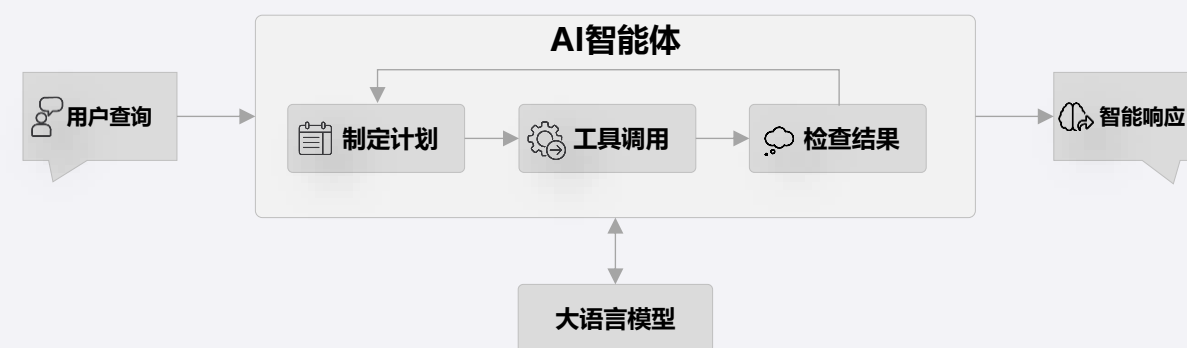 AI智能体
用户查询
制定计划
工具调用
检查结果
智能响应
大语言模型